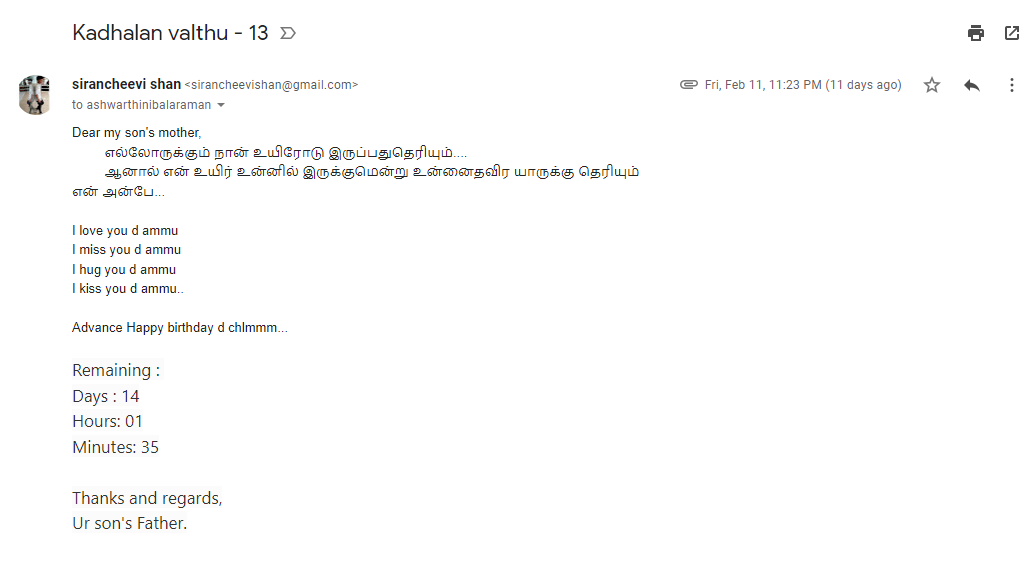 Kadhalan valthu - 13
sirancheevi shan <sirancheevishan@gmail.com>
Fri, Feb 11, 11:23 PM (11 days ago)
to ashwarthinibalaraman
Dear my son's mother,
எல்லோருக்கும் நான் உயிரோடு இருப்பதுதெரியும்....
ஆனால் என் உயிர் உன்னில் இருக்குமென்று உன்னைதவிர யாருக்கு தெரியும்
என் அன்பே...
I love you d ammu
I miss you d ammu
I hug you d ammu
I kiss you d ammu..
Advance Happy birthday d chlmmm...
Remaining :
Days : 14
Hours: 01
Minutes: 35
Thanks and regards,
Ur son's Father.